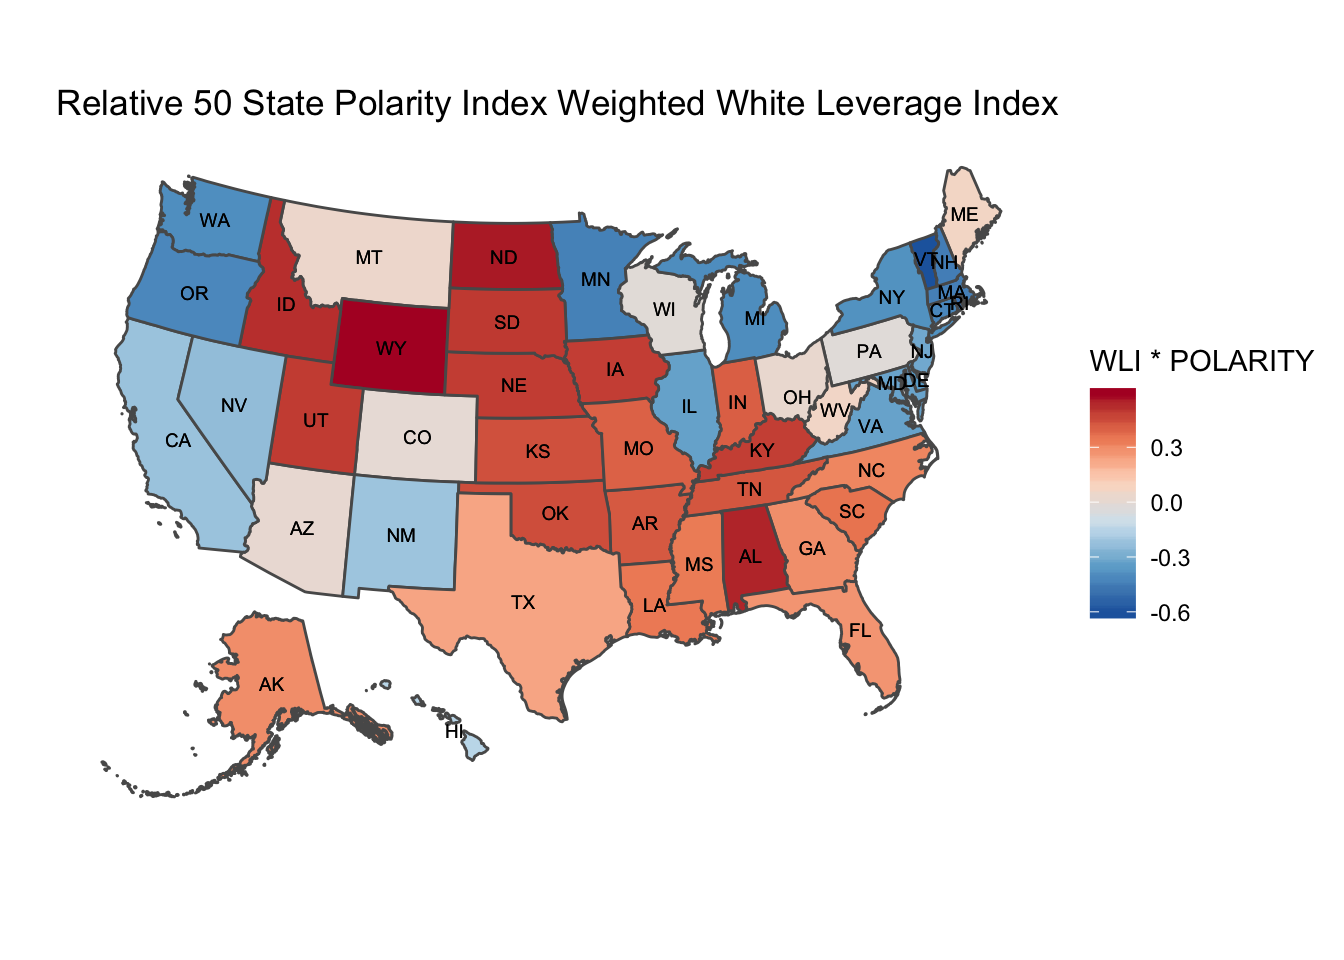 Relative 50 State Polarity Index Weighted White Leverage Index
WA
MT
ND
MN
ME
VT
NH
OR
ID
SD
WI
MI
NY
MA
CT
RI
WY
IA
PA
NJ
NE
IL
IN
OH
MD
DE
NV
UT
CO
KS
MO
KY
WV
VA
CA
AZ
NM
OK
AR
TN
NC
SC
MS
AL
GA
TX
LA
FL
AK
HI
WLI * POLARITY
0.3
0.0
-0.3
-0.6